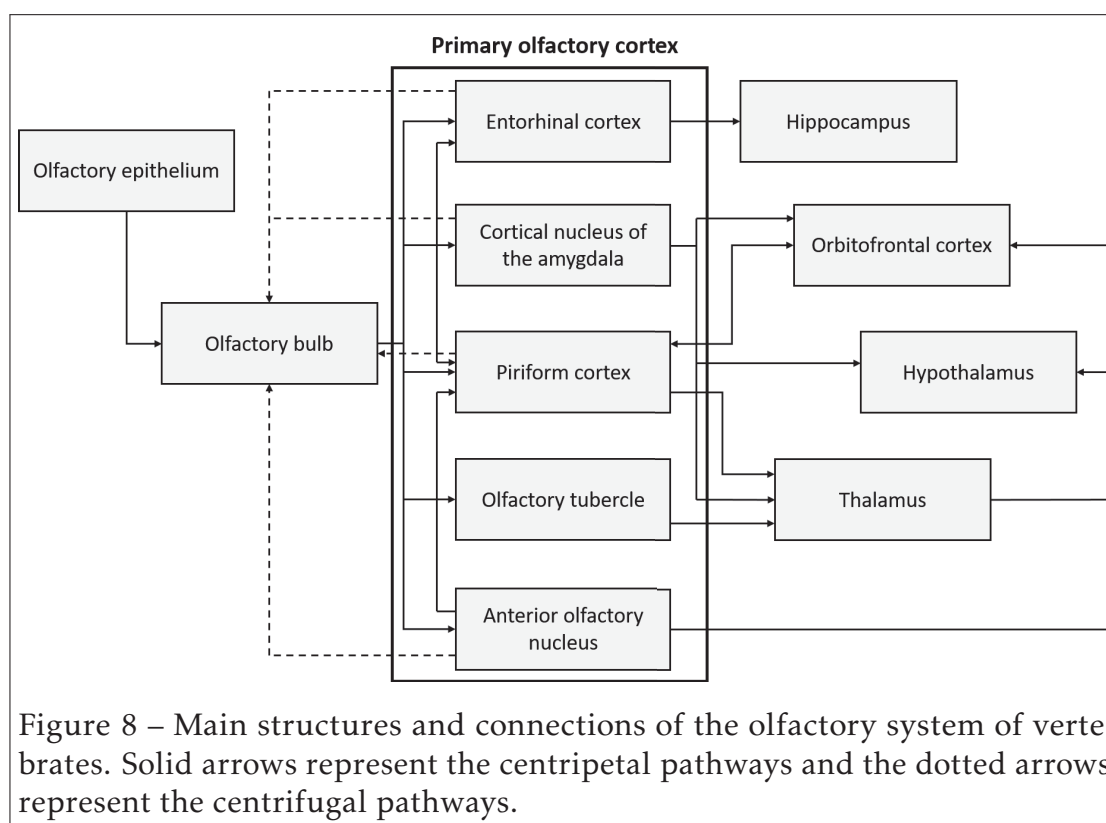 Primary olfactory cortex
Entorhinal cortex
Hippocampus
Olfactory epithelium
Cortical nucleus of
the amygdala
Orbitofrontal cortex
Olfactory bulb
Piriform cortex
Hypothalamus
Olfactory tubercle
Thalamus
Anterior olfactory
nucleus
Figure 8 – Main structures and connections of the olfactory system of verte
brates. Solid arrows represent the centripetal pathways and the dotted arrows
represent the centrifugal pathways.